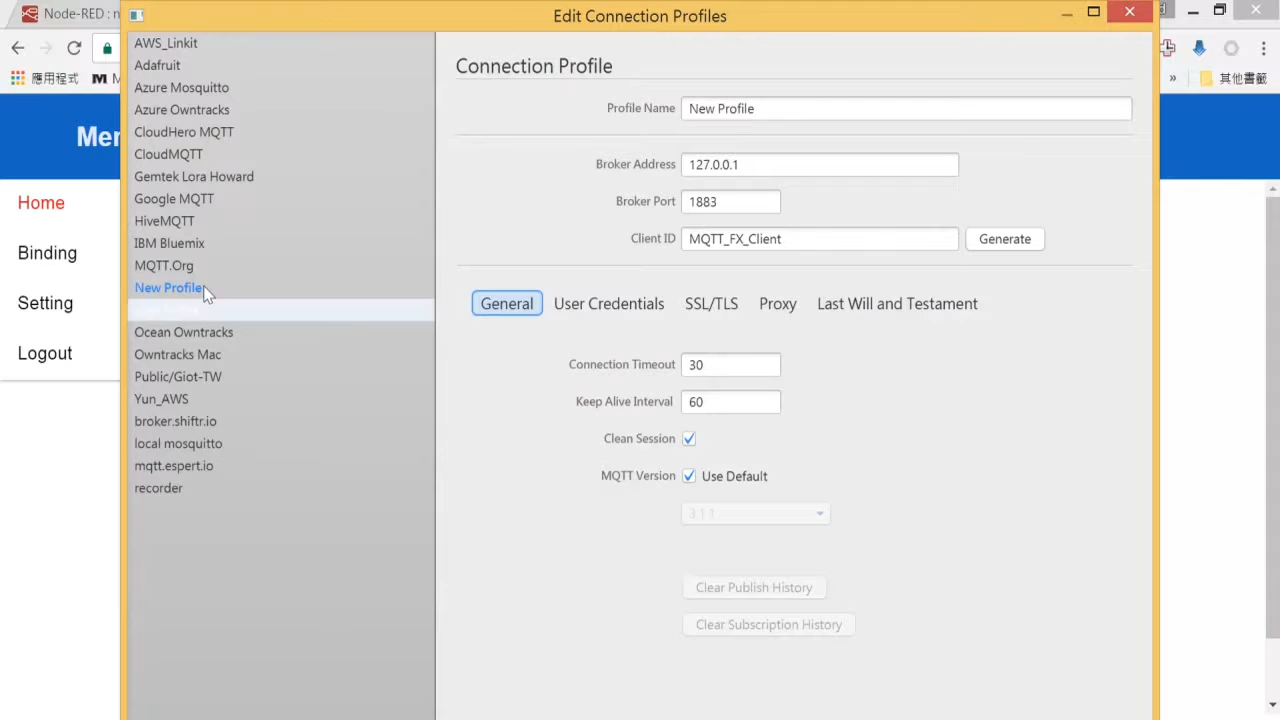 Node-RED : n
Edit Connection Profiles
應用程式
M
»
其他書籤
Mer
Home
Binding
Setting
Logout
AWS_Linkit
Adafruit
Azure Mosquitto
Azure Owntracks
CloudHero MQTT
CloudMQTT
Gemtek Lora Howard
Google MQTT
HiveMQTT
IBM Bluemix
MQTT.Org
New Profile
Ocean Owntracks
Owntracks Mac
Public/Giot-TW
Yun_AWS
broker.shiftr.io
local mosquitto
mqtt.espert.io
recorder
Connection Profile
Profile Name New Profile
Broker Address 127.0.0.1
Broker Port 1883
Client ID MQTT_FX_Client Generate
General User Credentials SSL/TLS Proxy Last Will and Testament
Connection Timeout 30
Keep Alive Interval 60
Clean Session
MQTT Version Use Default
3.1.1
Clear Publish History
Clear Subscription History